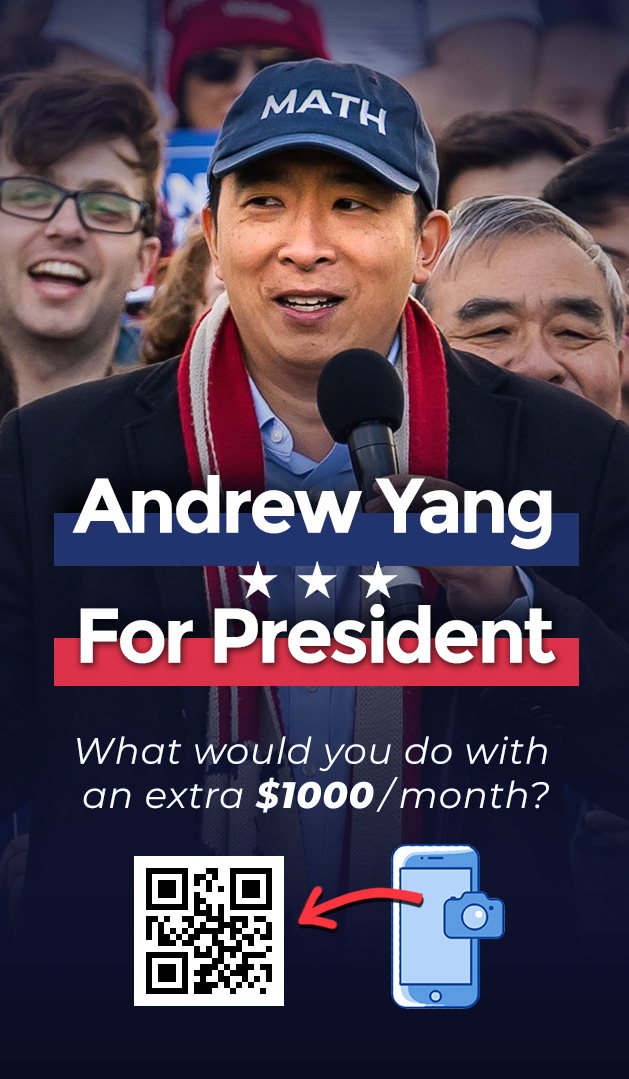 MATH
Andrew Yang
For President
What would you do with
an extra $1000/month?